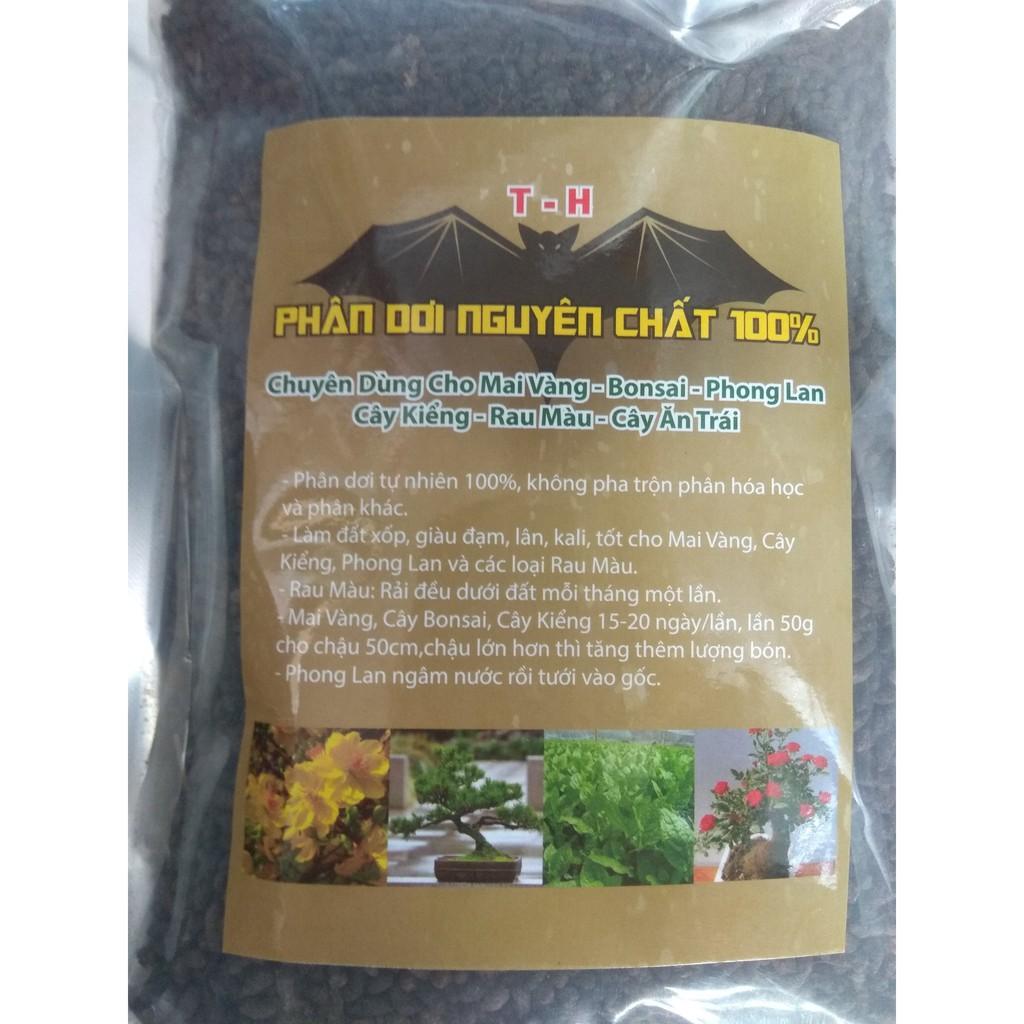 T - H
PHÂN DƠI NGUYÊN CHẤT 100%
Chuyên Dùng Cho Mai Vàng - Bonsai - Phong Lan
Cây Kiểng - Rau Màu - Cây Ăn Trái
- Phân dơi tự nhiên 100%, không pha trộn phân hóa học
và phân khác.
- Làm đất xốp, giàu đạm, lân, kali, tốt cho Mai Vàng, Cây
Kiểng, Phong Lan và các loại Rau Màu.
- Rau Màu: Rải đều dưới đất mỗi tháng một lần.
- Mai Vàng, Cây Bonsai, Cây Kiểng 15-20 ngày/lần, lần 50g
cho chậu 50cm,chậu lớn hơn thì tăng thêm lượng bón.
- Phong Lan ngâm nước rồi tưới vào gốc.